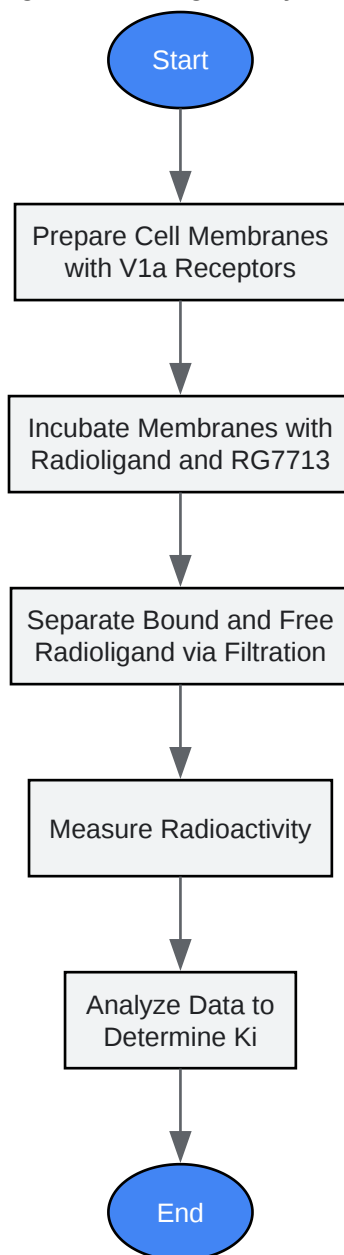 Start
Prepare Cell Membranes
with V1a Receptors
Incubate Membranes with
Radioligand and RG7713
Separate Bound and Free
Radioligand via Filtration
Measure Radioactivity
Analyze Data to
Determine Ki
End